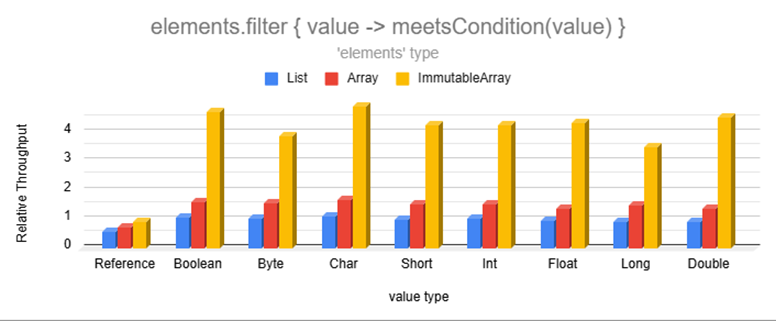 elements.filter { value -> meetsCondition(value) }
'elements' type
List Array ImmutableArray
Relative Throughput
4
3
2
1
0
Reference Boolean Byte Char Short Int Float Long Double
value type